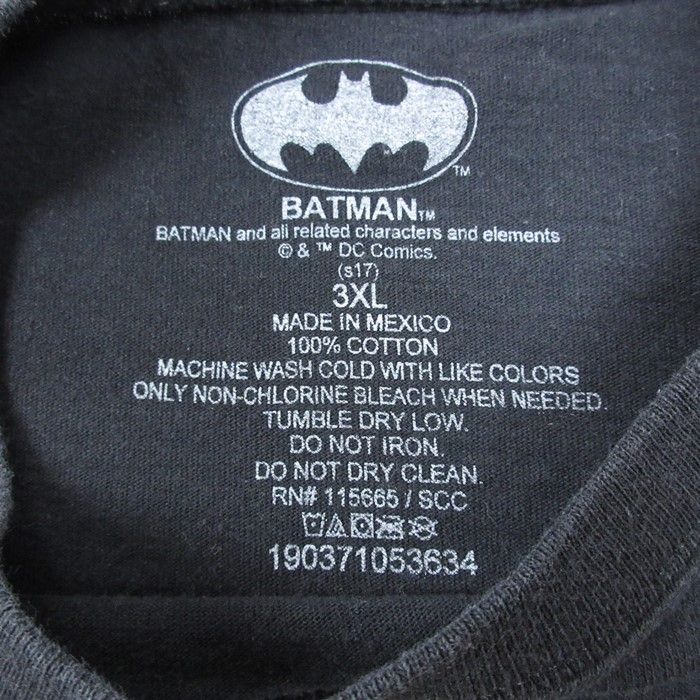 TM
BATMAN™
BATMAN and all related characters and elements
© & ™ DC Comics.
(s17)
3XL
MADE IN MEXICO
100% COTTON
MACHINE WASH COLD WITH LIKE COLORS
ONLY NON-CHLORINE BLEACH WHEN NEEDED.
TUMBLE DRY LOW.
DO NOT IRON.
DO NOT DRY CLEAN.
RN# 115665 / SCC
190371053634